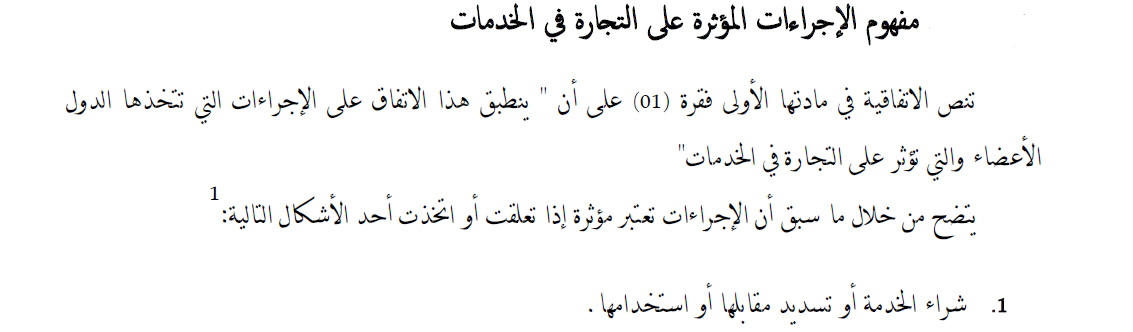 مفهوم الإجراءات المؤثرة على التجارة في الخدمات
تنص الاتفاقية في مادتها الأولى فقرة (01) على أن " ينطبق هذا الاتفاق على الإجراءات التي تتخذها الدول
الأعضاء والتي تؤثر على التجارة في الخدمات"
يتضح من خلال ما سبق أن الإجراءات تعتبر مؤثرة إذا تعلقت أو اتخذت أحد الأشكال التالية:1
1. شراء الخدمة أو تسديد مقابلها أو استخدامها .